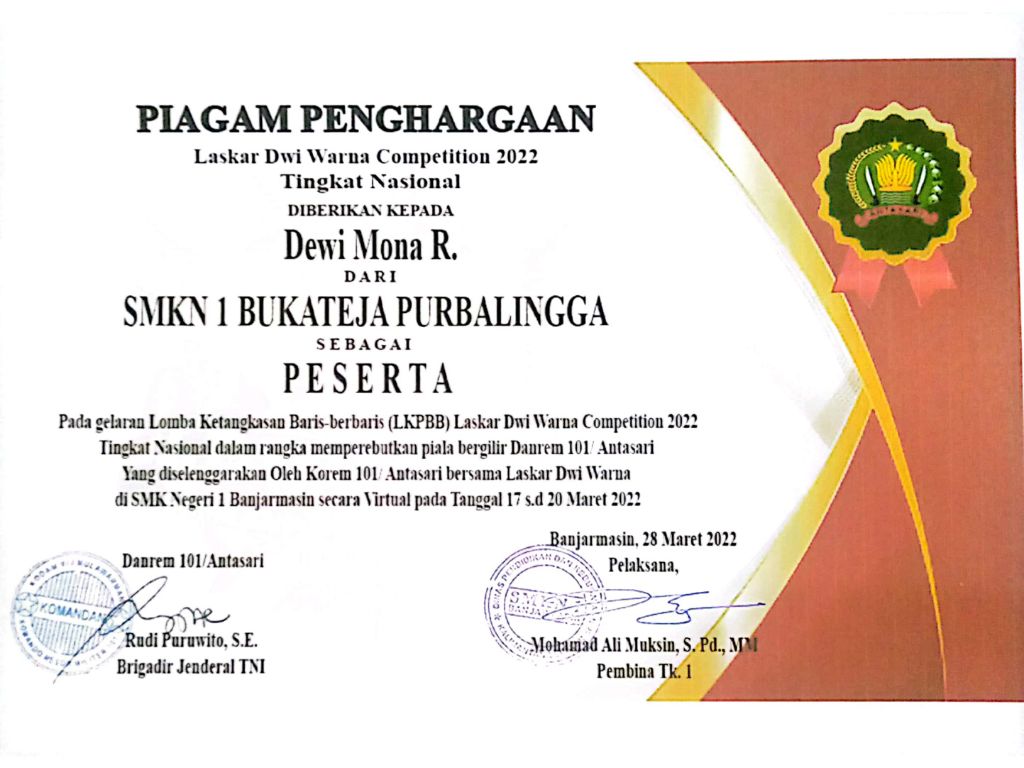 PIAGAM PENGHARGAAN
Laskar Dwi Warna Competition 2022
Tingkat Nasional
DIBERIKAN KEPADA
Dewi Mona R.
DARI
SMKN 1 BUKATEJA PURBALINGGA
SEBAGAI
PESERTA
Pada gelaran Lomba Ketangkasan Baris-berbaris (LKPBB) Laskar Dwi Warna Competition 2022
Tingkat Nasional dalam rangka memperebutkan piala bergilir Danrem 101/ Antasari
Yang diselenggarakan Oleh Korem 101/ Antasari bersama Laskar Dwi Warna
di SMK Negeri 1 Banjarmasin secara Virtual pada Tanggal 17 s.d 20 Maret 2022
Banjarmasin, 28 Maret 2022
Danrem 101/Antasari
Pelaksana,
KOMANDAN
SMKN
Rudi Puruwito, S.E.
Brigadir Jenderal TNI
Mohamad Ali Muksin, S. Pd., MM
Pembina Tk. 1